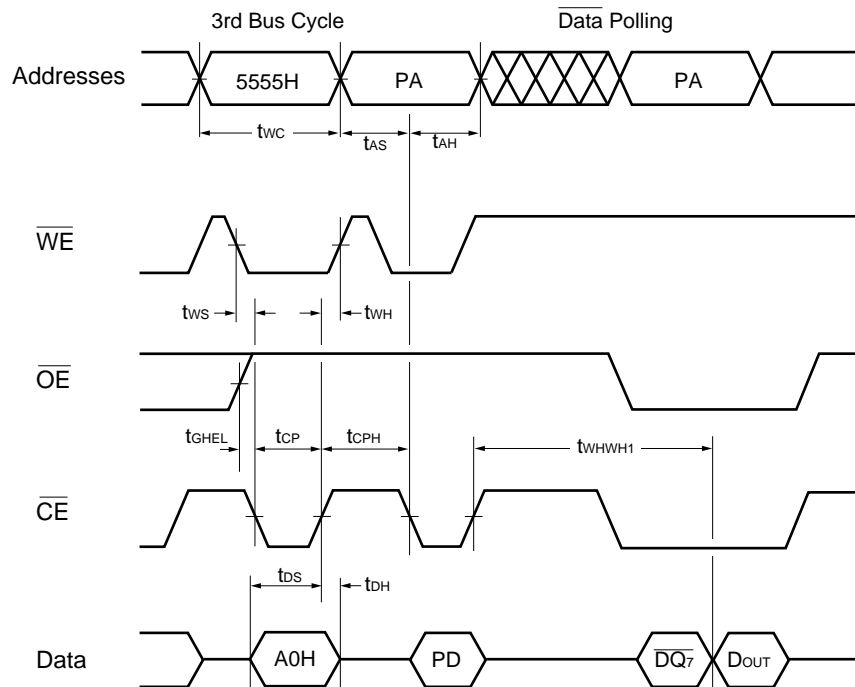 3rd Bus Cycle Data Polling
Addresses 5555H PA PA
tWC tAS tAH
WE
tWS tWH
OE
tGHEL tCP tCPH tWHWH1
CE
tDS tDH
Data A0H PD DQ7 DOUT